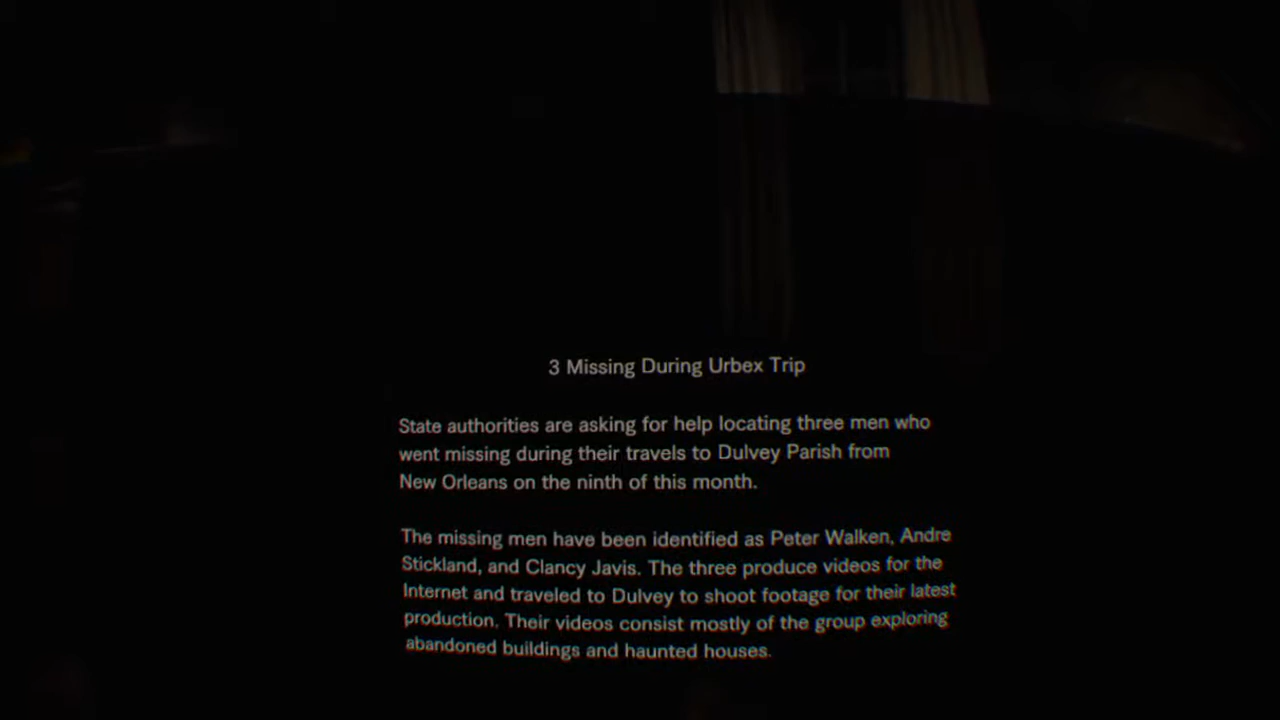 3 Missing During Urbex Trip
State authorities are asking for help locating three men who
went missing during their travels to Dulvey Parish from
New Orleans on the ninth of this month.
The missing men have been identified as Peter Walken, Andre
Stickland, and Clancy Javis. The three produce videos for the
Internet and traveled to Dulvey to shoot footage for their latest
production. Their videos consist mostly of the group exploring
abandoned buildings and haunted houses.